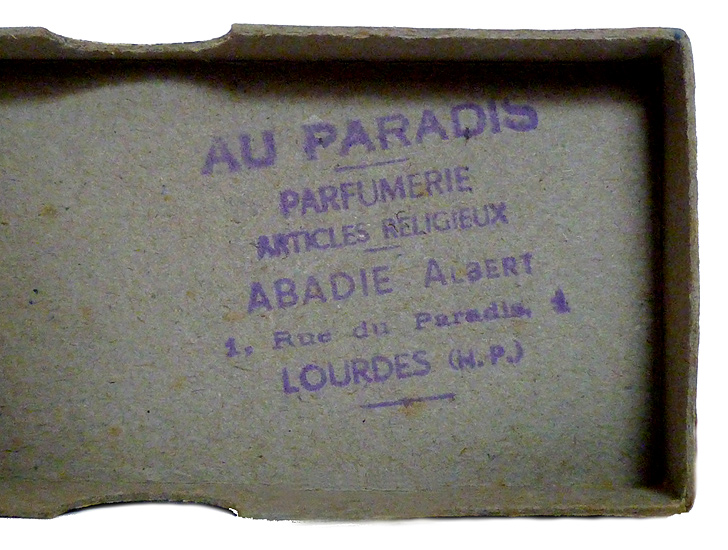 AU PARADIS
PARFUMERIE
ARTICLES RELIGIEUX
ABADIE ALBERT
1, Rue du Paradis, 1
LOURDES (H.P.)